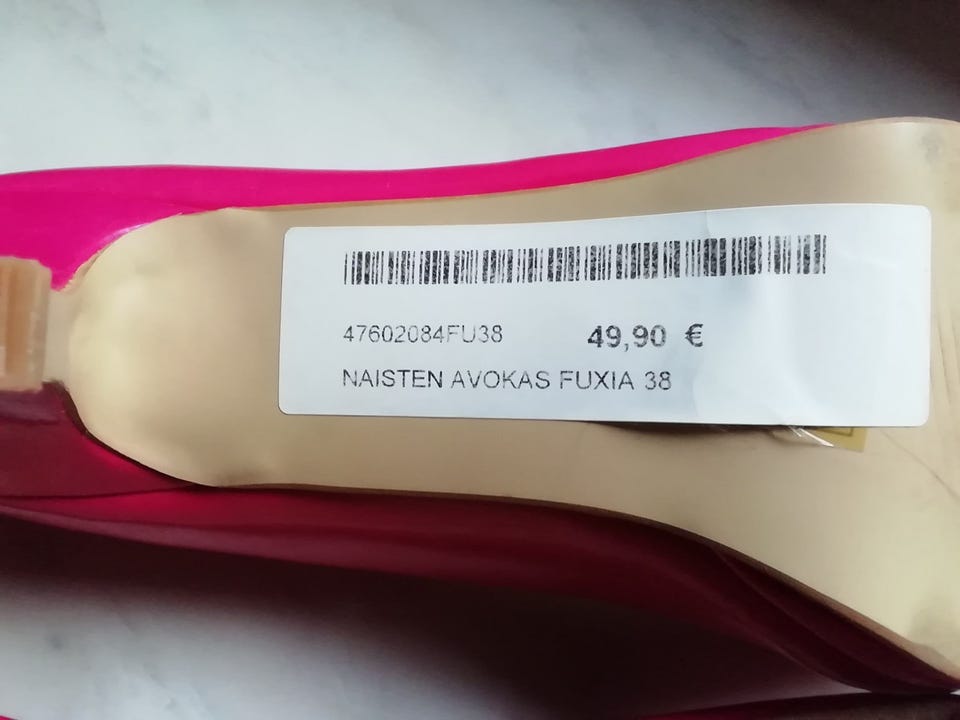 47602084FU38 49,90 €
NAISTEN AVOKAS FUXIA 38